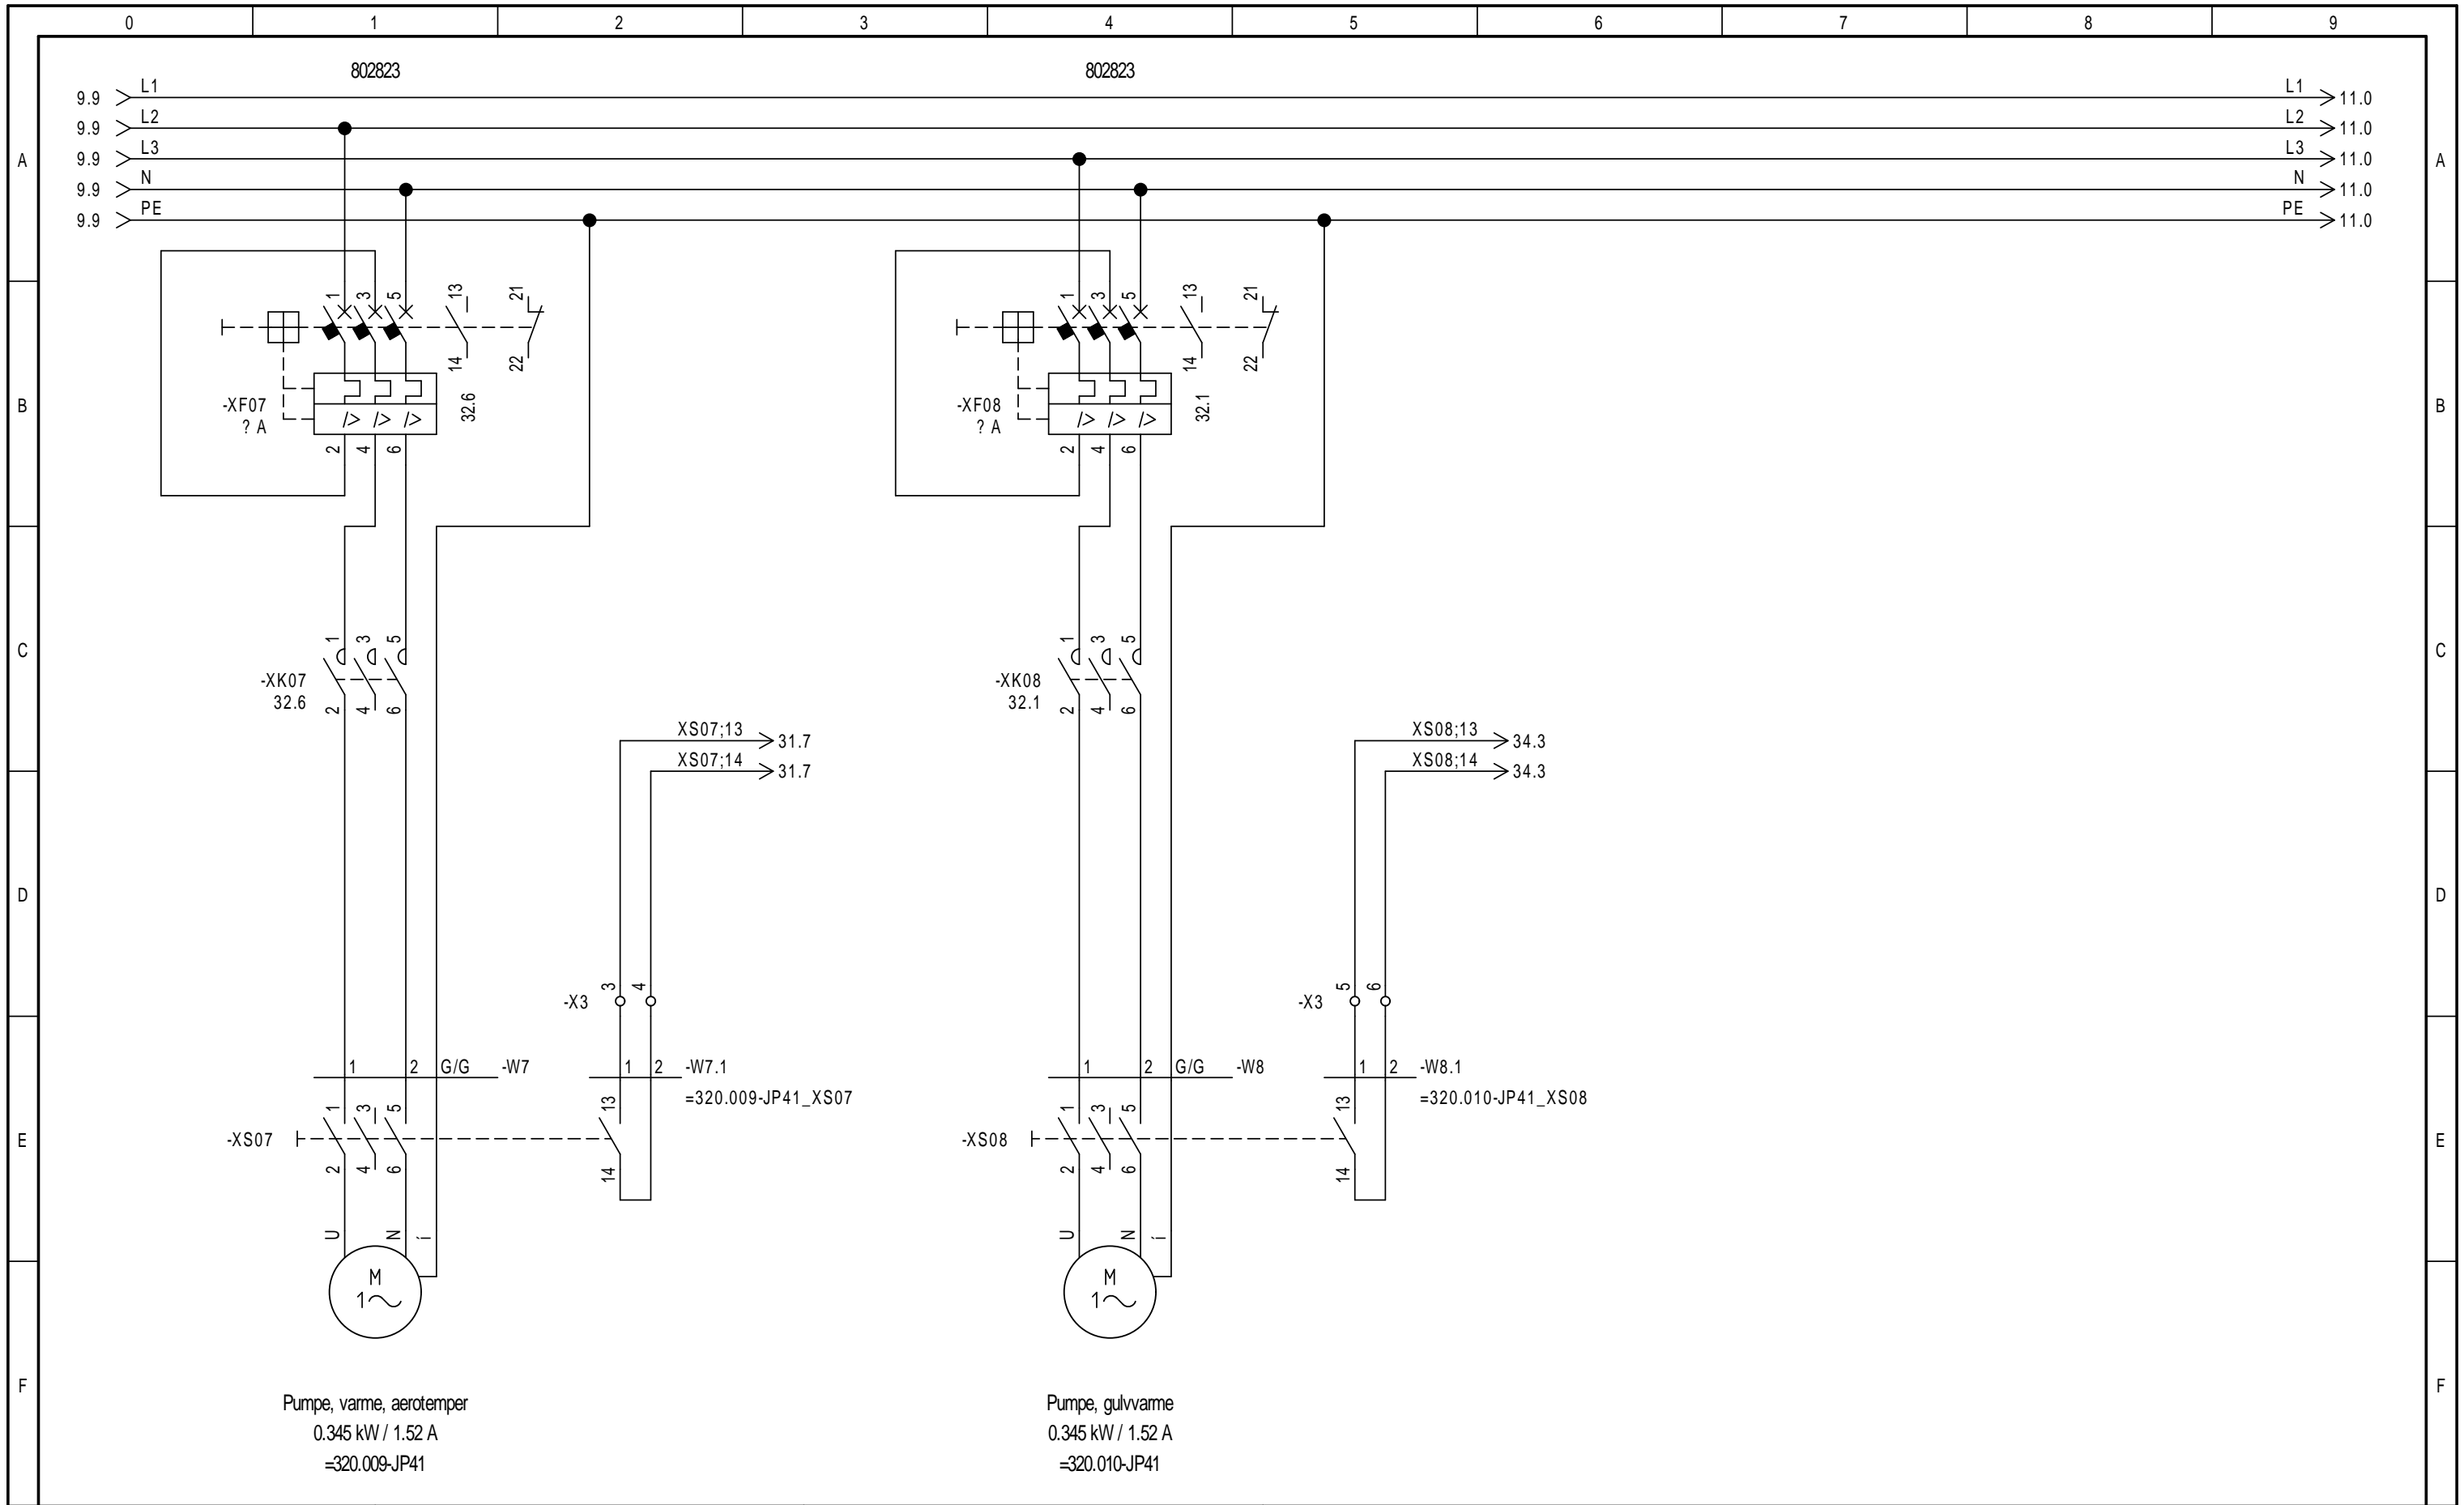 0 1 2 3 4 5 6 7 8 9
802823 802823
L1 L1
9.9 11.0
L2 L2
9.9 11.0
L3 L3
A 9.9 11.0 A
N N
9.9 11.0
PE PE
9.9 11.0
1 3 5 13 21 1 3 5 13 21
14 22 14 22
B -XF07 32.6 -XF08 32.1 B
? A ? A
2 4 6 2 4 6
1 3 5 1 3 5
C C
-XK07 -XK08
32.6 32.1
2 4 6 2 4 6
XS07;13 31.7 XS08;13 34.3
XS07;14 31.7 XS08;14 34.3
D D
-X3 3 4 -X3 5 6
1 2 G/G -W7 1 2 -W7.1 1 2 G/G -W8 1 2 -W8.1
=320.009-JP41_XS07 =320.010-JP41_XS08
1 3 5 13 1 3 5 13
E -XS07 -XS08 E
2 4 6 14 2 4 6 14
U N i U N i
M M
1~ 1~
F F
Pumpe, varme, aerotemper
0.345 kW / 1.52 A
=320.009-JP41
Pumpe, gulvvarme
0.345 kW / 1.52 A
=320.010-JP41